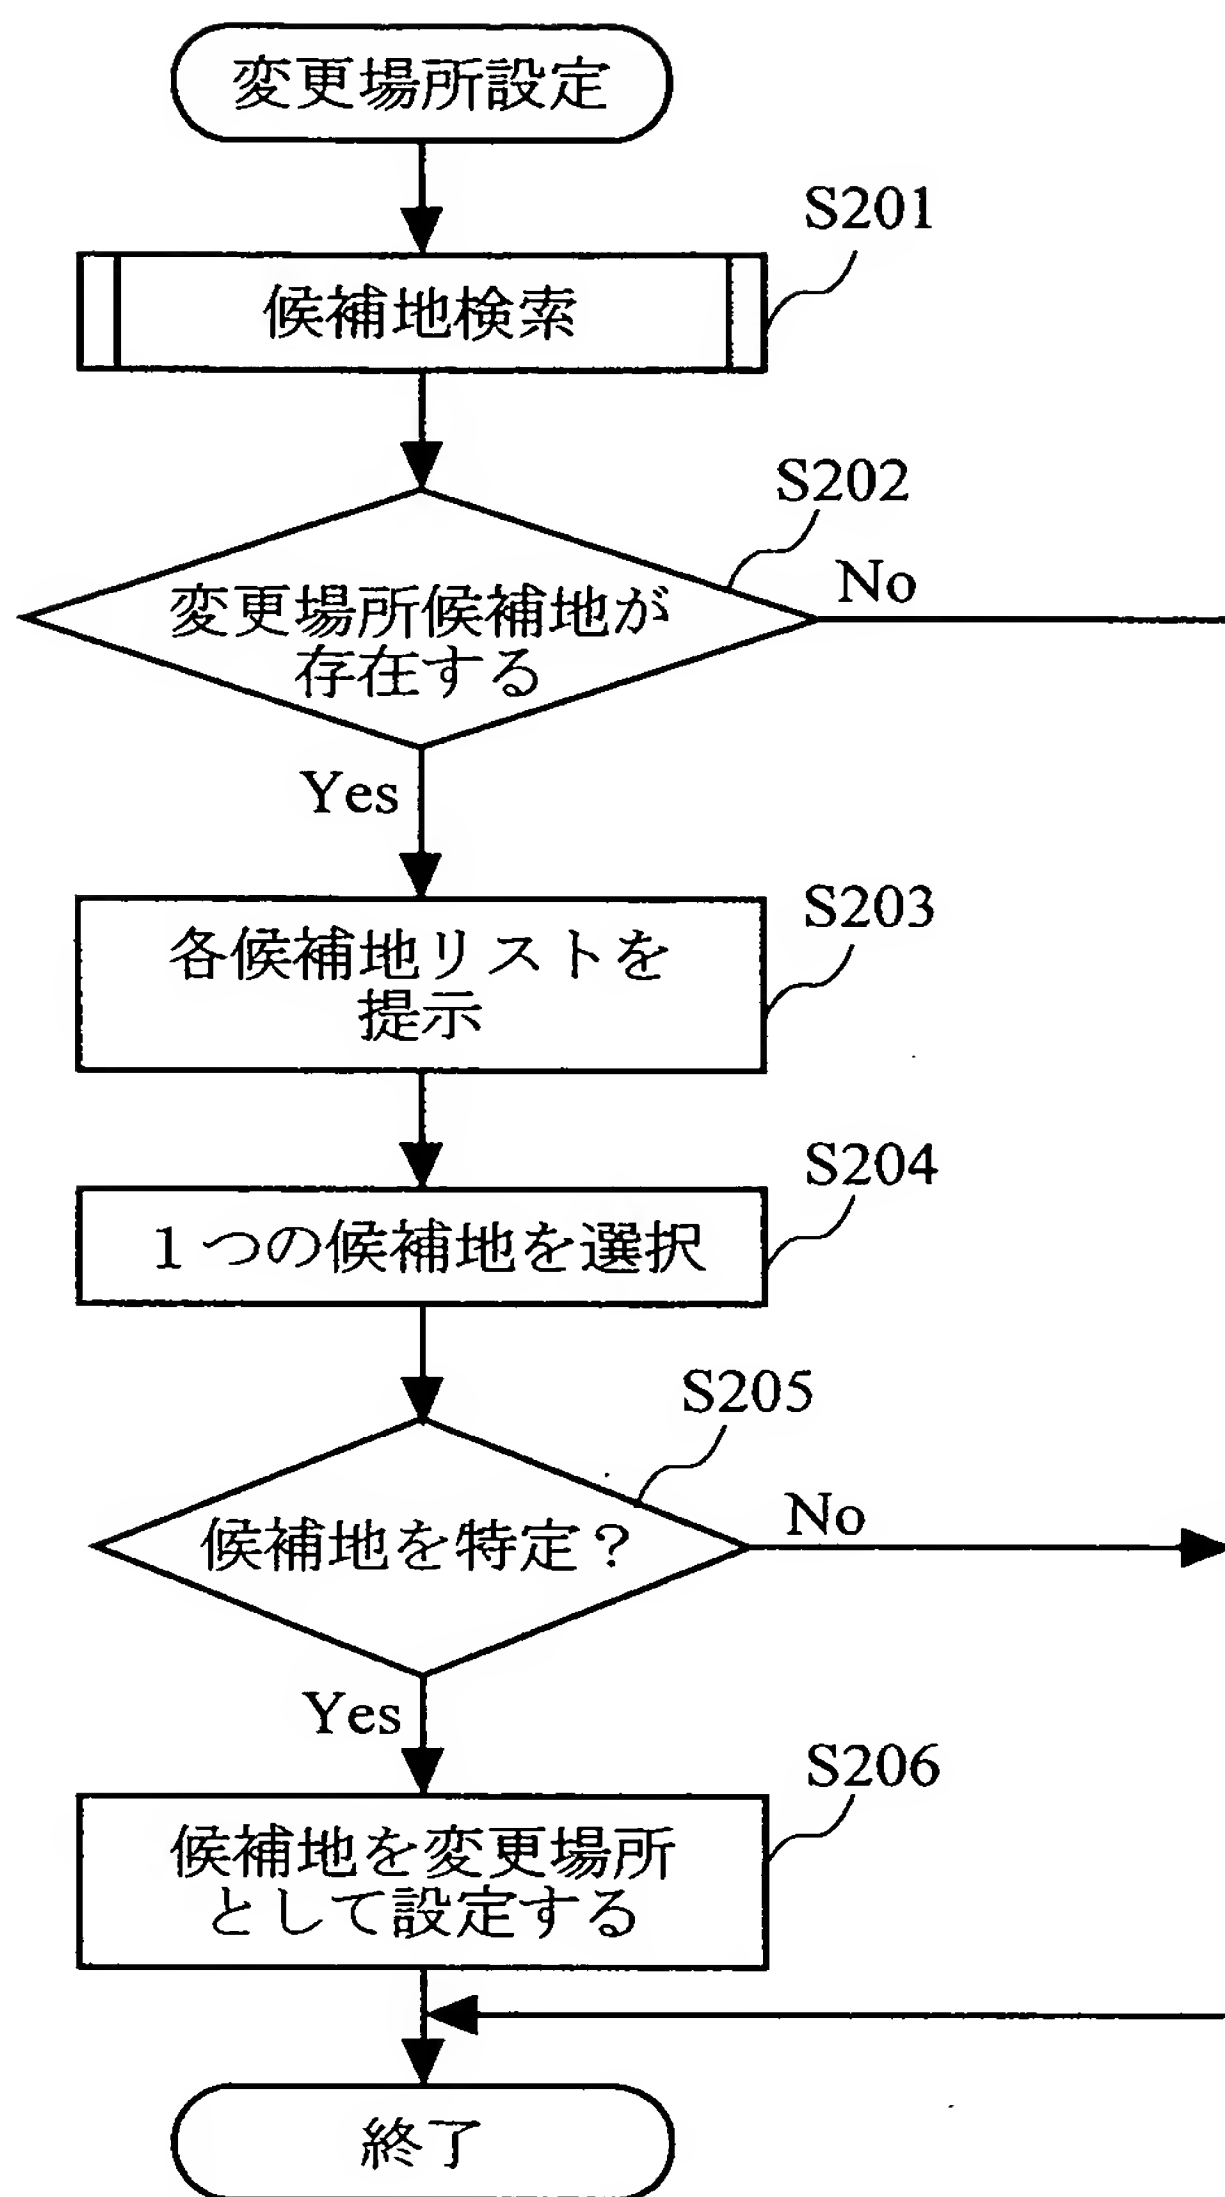 変更場所設定
S201
候補地検索
S202
No
変更場所候補地が
存在する
Yes
S203
各候補地リストを
提示
S204
1つの候補地を選択
S205
No
候補地を特定?
Yes
S206
候補地を変更場所
として設定する
終了